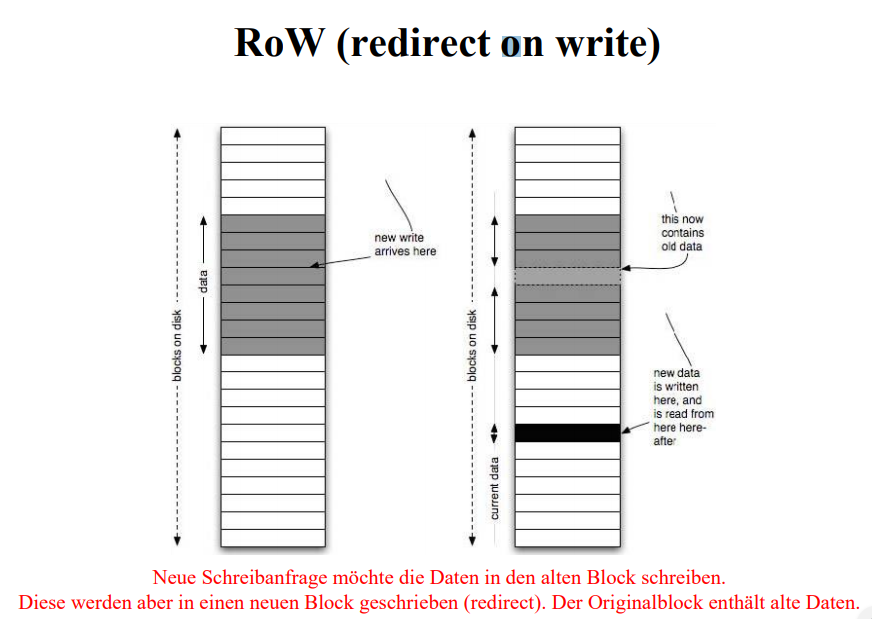 RoW (redirect on write)
blocks on disk
data
new write
arrives here
blocks on disk
current data
this now
contains
old data
new data
is written
here, and
is read from
here here-
after
Neue Schreibanfrage möchte die Daten in den alten Block schreiben.
Diese werden aber in einen neuen Block geschrieben (redirect). Der Originalblock enthält alte Daten.